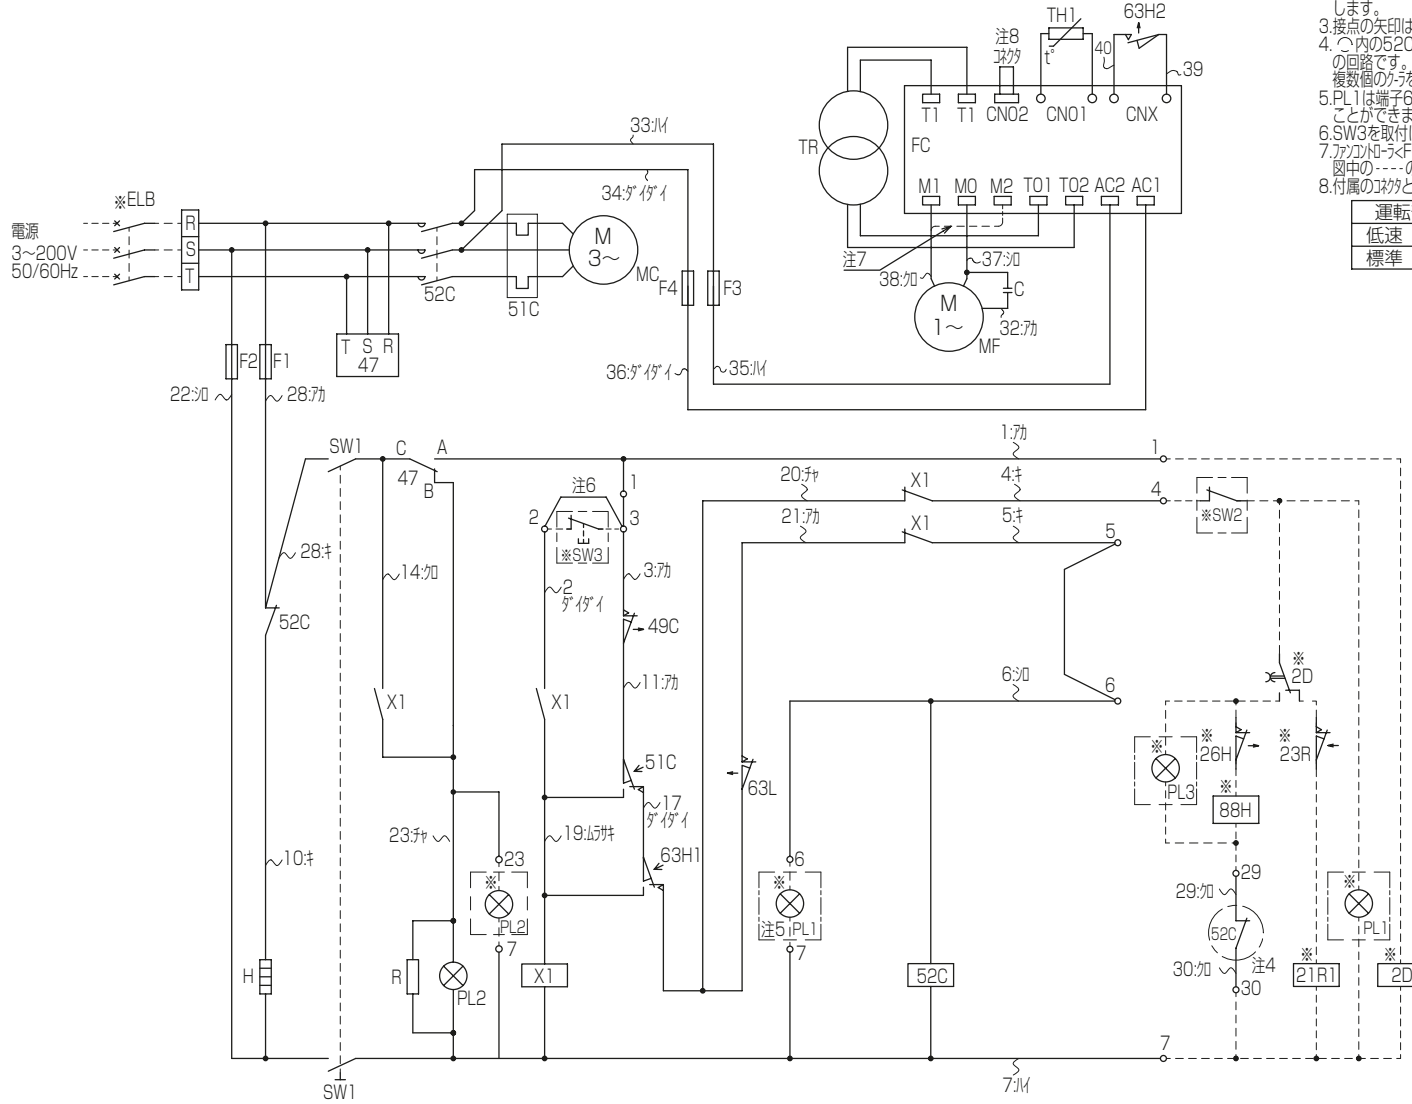 します。
3.接点の矢印は
4. 内の520
の回路です。
複数個のクーラを
5.PL1は端子6
ことができま
6.SW3を取付
7.ファンコントローラ<F
図中の----の
8.付属のコネクタと
運転
低速
標準
TH1
63H2
注8
コネクタ
t°
40
39
T1
T1
CN02
CN01
CNX
TR
FC
M1
M0
M2
T01
T02
AC2
AC1
33:ハイ
34:ダイダイ
※ELB
電源
3~200V
50/60Hz
R
S
T
52C
51C
M
3~
MC
F4
F3
注7
38:クロ
37:シロ
C
M
1~
32:アカ
MF
T S R
47
F2
F1
22:シロ
28:アカ
36:ダイダイ
35:ハイ
SW1
C
A
47
B
1:アカ
1
20:チャ
X1
4:キ
4
注6
1
2
3
※SW3
21:アカ
X1
5:キ
5
※SW2
28:キ
14:クロ
2
ダイダイ
3:アカ
52C
49C
X1
X1
11:アカ
6:シロ
6
※
2D
51C
17
ダイダイ
63L
※
PL3
※
26H
※
23R
※
88H
10:キ
23:チャ
19:ムラサキ
63H1
23
※
PL2
7
6
※
注5
PL1
7
29
29:クロ
52C
注4
30:クロ
30
※
PL1
H
R
PL2
X1
52C
※
21R1
※
2D
7
SW1
7:ハイ